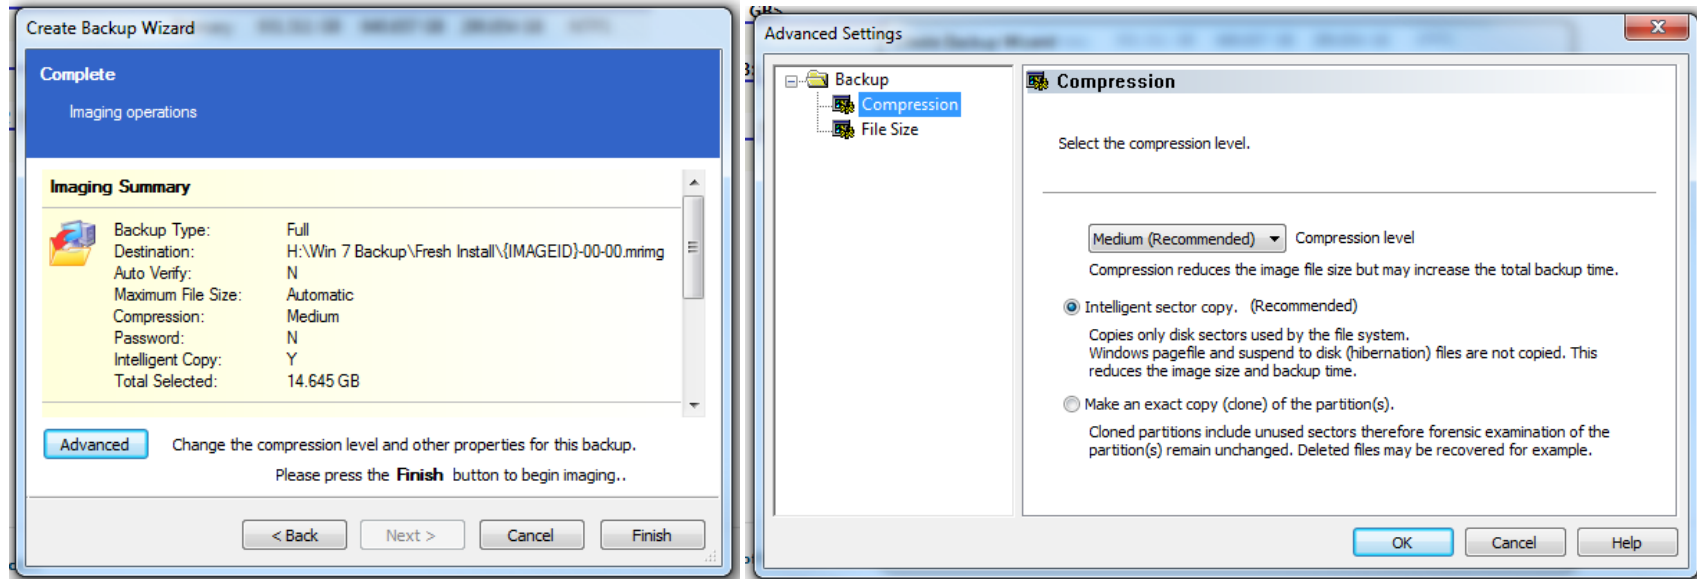 Create Backup Wizard
Complete
Imaging operations
Imaging Summary
Backup Type: Full
Destination: H:\Win 7 Backup\Fresh Install\{IMAGEID}-00-00.mrimg
Auto Verify: N
Maximum File Size: Automatic
Compression: Medium
Password: N
Intelligent Copy: Y
Total Selected: 14.645 GB
Advanced Change the compression level and other properties for this backup.
Please press the Finish button to begin imaging..
< Back Next > Cancel Finish
GB>
Advanced Settings
Backup
Compression
File Size
Compression
Select the compression level.
Medium (Recommended) Compression level
Compression reduces the image file size but may increase the total backup time.
Intelligent sector copy. (Recommended)
Copies only disk sectors used by the file system.
Windows pagefile and suspend to disk (hibernation) files are not copied. This
reduces the image size and backup time.
Make an exact copy (clone) of the partition(s).
Cloned partitions include unused sectors therefore forensic examination of the
partition(s) remain unchanged. Deleted files may be recovered for example.
OK Cancel Help